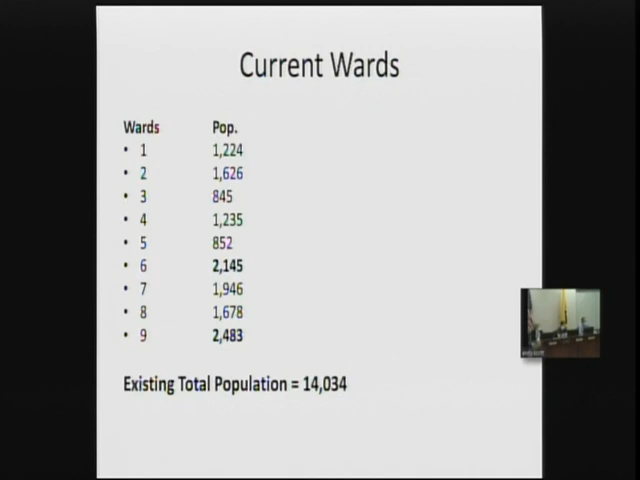 Current Wards
Wards Pop.
• 1 1,224
• 2 1,626
• 3 845
• 4 1,235
• 5 852
• 6 2,145
• 7 1,946
• 8 1,678
• 9 2,483
Existing Total Population = 14,034